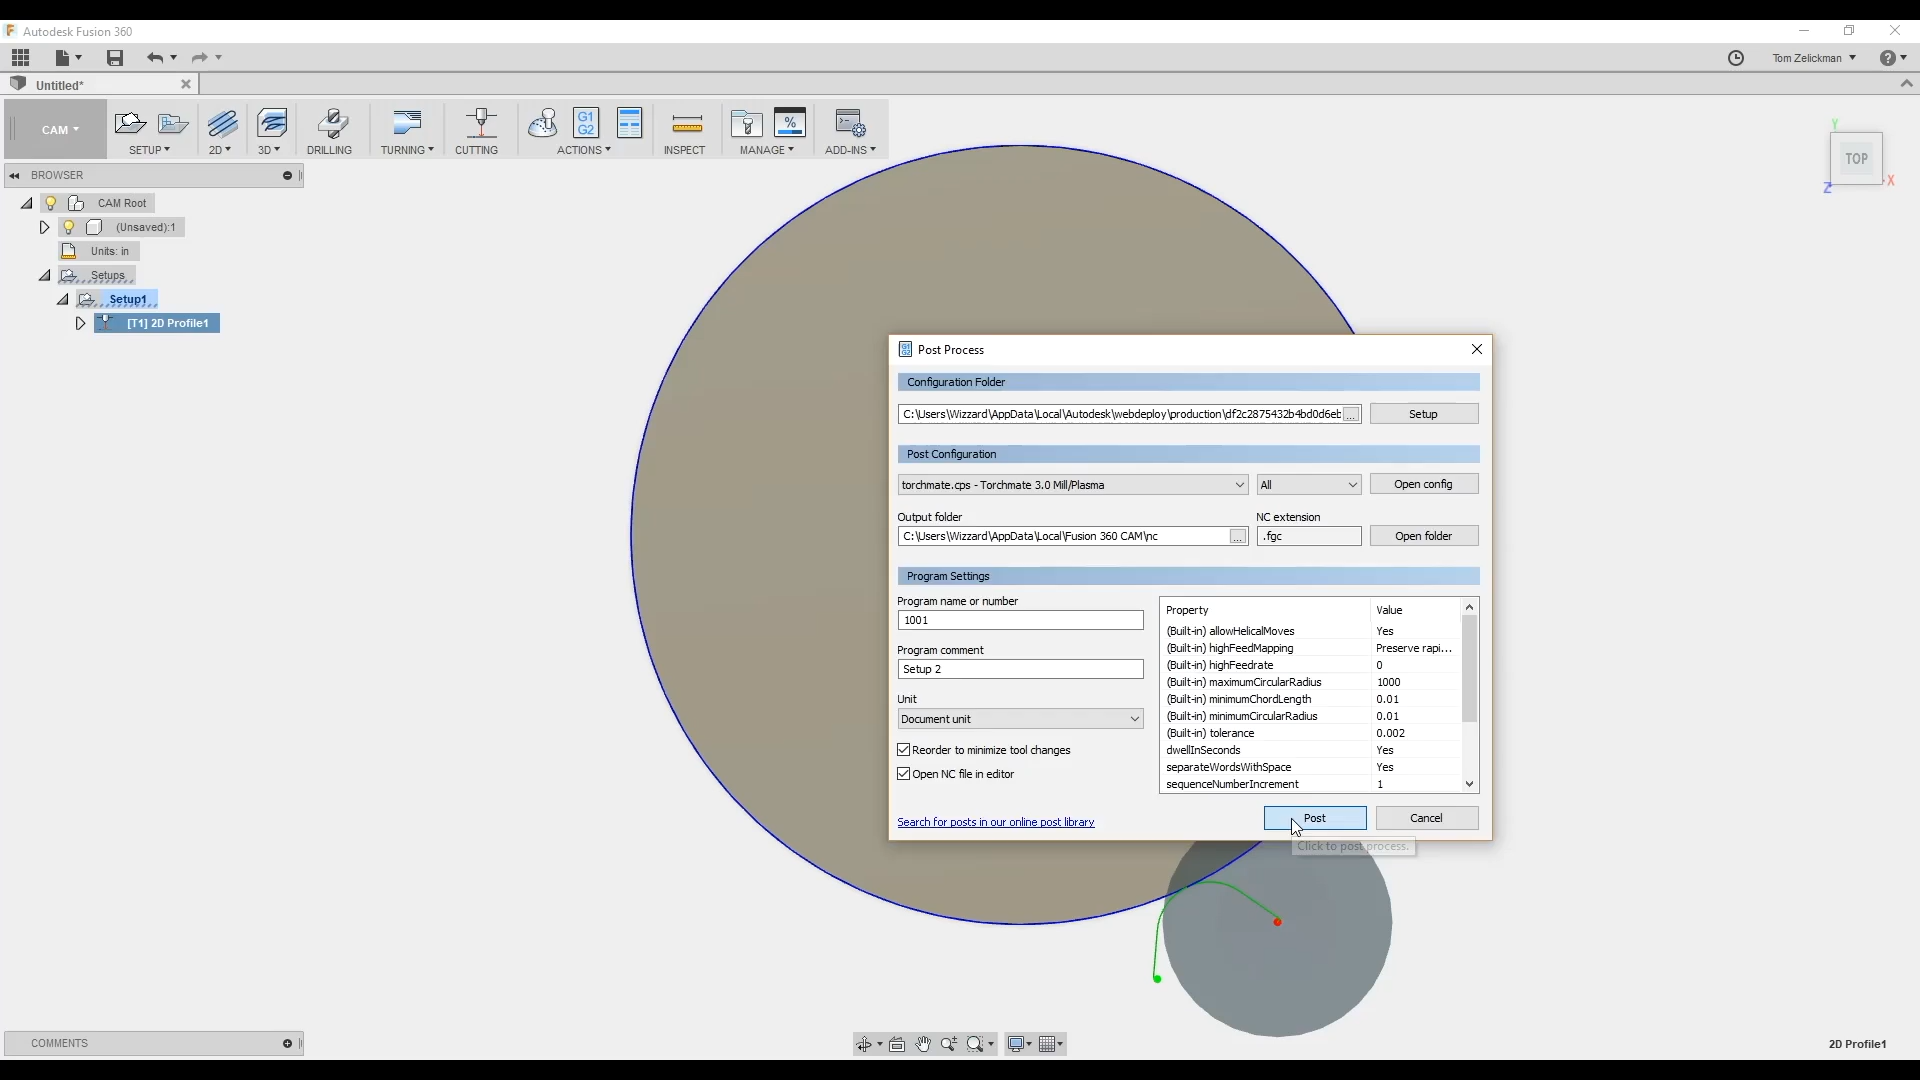 Autodesk Fusion 360
Tom Zelickman
Untitled*
CAM
SETUP
2D
3D
DRILLING
TURNING
CUTTING
G1
G2
ACTIONS
INSPECT
%
MANAGE
ADD-INS
Y
TOP
X
Z
BROWSER
CAM Root
(Unsaved):1
Units: in
Setups
Setup1
[T1] 2D Profile1
Post Process
Configuration Folder
C:\Users\Wizzard\AppData\Local\Autodesk\webdeploy\production\df2c2875432b4bd0d6eb ... Setup
Post Configuration
torchmate.cps - Torchmate 3.0 Mill/Plasma All Open config
Output folder NC extension
C:\Users\Wizzard\AppData\Local\Fusion 360 CAM\nc ... .fgc Open folder
Program Settings
Program name or number
1001
Program comment
Setup 2
Unit
Document unit
Reorder to minimize tool changes
Open NC file in editor
Property Value
(Built-in) allowHelicalMoves Yes
(Built-in) highFeedMapping Preserve rapi...
(Built-in) highFeedrate 0
(Built-in) maximumCircularRadius 1000
(Built-in) minimumChordLength 0.01
(Built-in) minimumCircularRadius 0.01
(Built-in) tolerance 0.002
dwellInSeconds Yes
separateWordsWithSpace Yes
sequenceNumberIncrement 1
Search for posts in our online post library
Post Cancel
Click to post process.
COMMENTS
2D Profile1